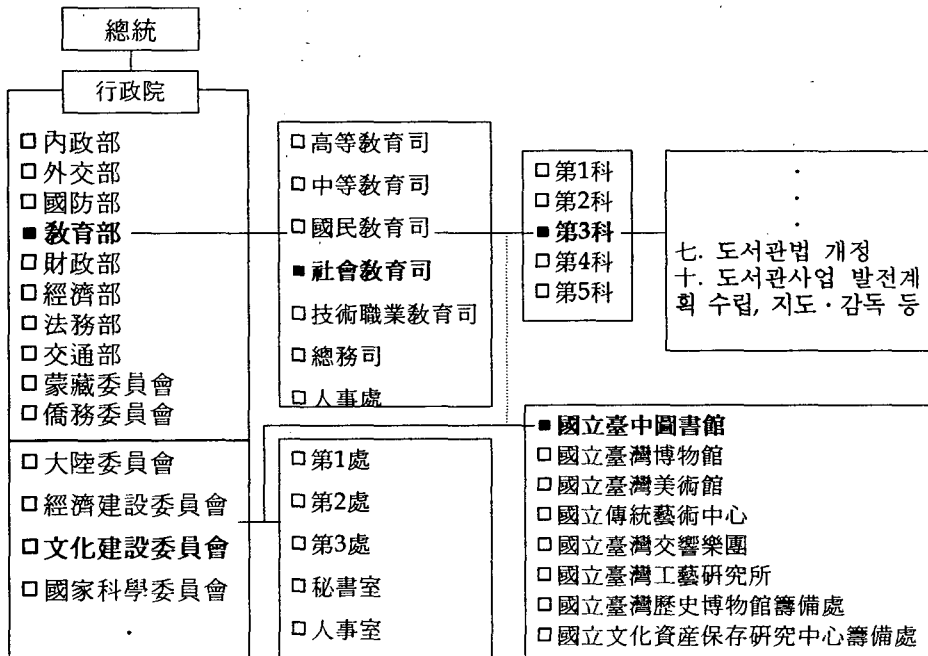 總統
行政院
□ 內政部
□ 外交部
□ 國防部
■ 敎育部
□ 財政部
□ 經濟部
□ 法務部
□ 交通部
□ 蒙藏委員會
□ 僑務委員會
□ 大陸委員會
□ 經濟建設委員會
□ 文化建設委員會
□ 國家科學委員會
·
□ 高等敎育司
□ 中等敎育司
□ 國民敎育司
■ 社會敎育司
□ 技術職業敎育司
□ 總務司
□ 人事處
□ 第1處
□ 第2處
□ 第3處
□ 秘書室
□ 人事室
□ 第1科
□ 第2科
■ 第3科
□ 第4科
□ 第5科
·
·
·
·
七. 도서관법 개정
十. 도서관사업 발전계
획 수립, 지도·감독 등
■ 國立臺中圖書館
□ 國立臺灣博物館
□ 國立臺灣美術館
□ 國立傳統藝術中心
□ 國立臺灣交響樂團
□ 國立臺灣工藝硏究所
□ 國立臺灣歷史博物館籌備處
□ 國立文化資産保存硏究中心籌備處